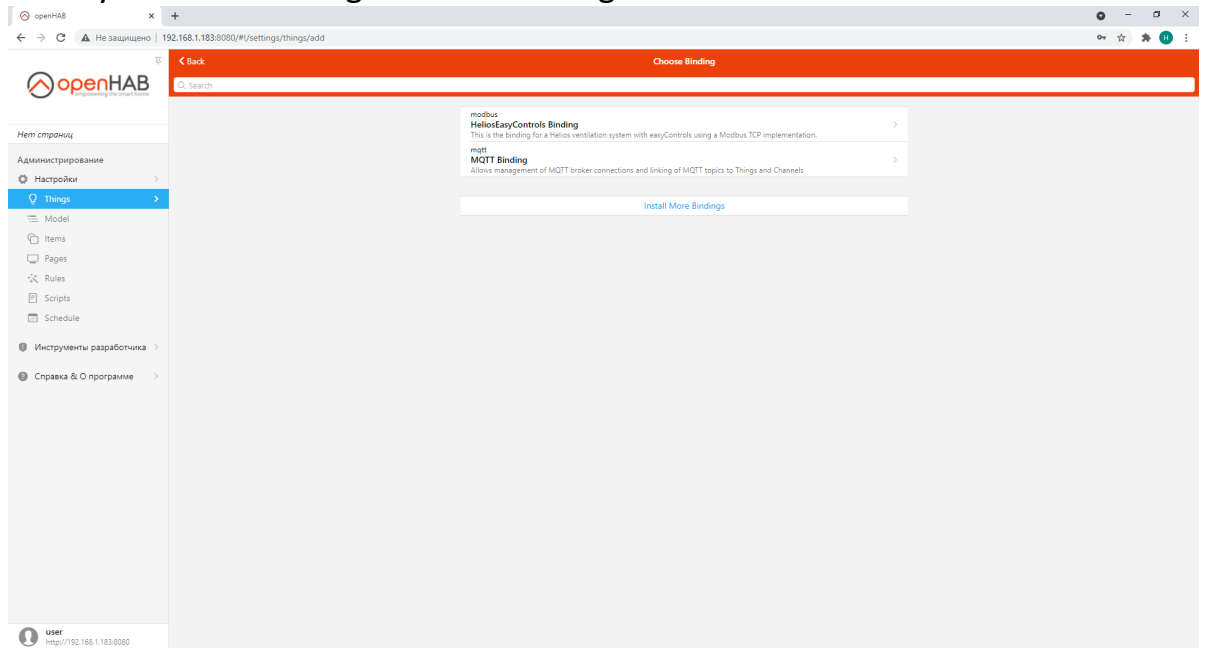 openHAB
Не защищено | 192.168.1.183:8080/#!/settings/things/add
H
openHAB
empowering the smart home
Back
Choose Binding
Search
Нет страниц
Администрирование
Настройки
Things
Model
Items
Pages
Rules
Scripts
Schedule
Инструменты разработчика
Справка & О программе
user
http://192.168.1.183:8080
modbus
HeliosEasyControls Binding
This is the binding for a Helios ventilation system with easyControls using a Modbus TCP implementation.
mqtt
MQTT Binding
Allows management of MQTT broker connections and linking of MQTT topics to Things and Channels
Install More Bindings